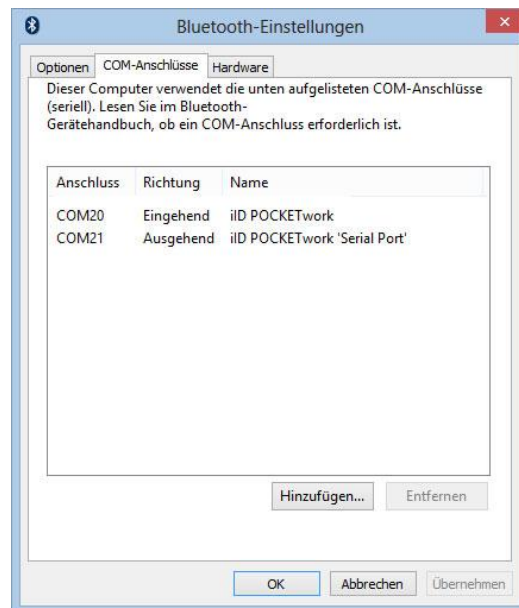 Bluetooth-Einstellungen
Optionen COM-Anschlüsse Hardware
Dieser Computer verwendet die unten aufgelisteten COM-Anschlüsse
(seriell). Lesen Sie im Bluetooth-
Gerätehandbuch, ob ein COM-Anschluss erforderlich ist.
Anschluss Richtung Name
COM20 Eingehend iID POCKETwork
COM21 Ausgehend iID POCKETwork 'Serial Port'
Hinzufügen... Entfernen
OK Abbrechen Übernehmen